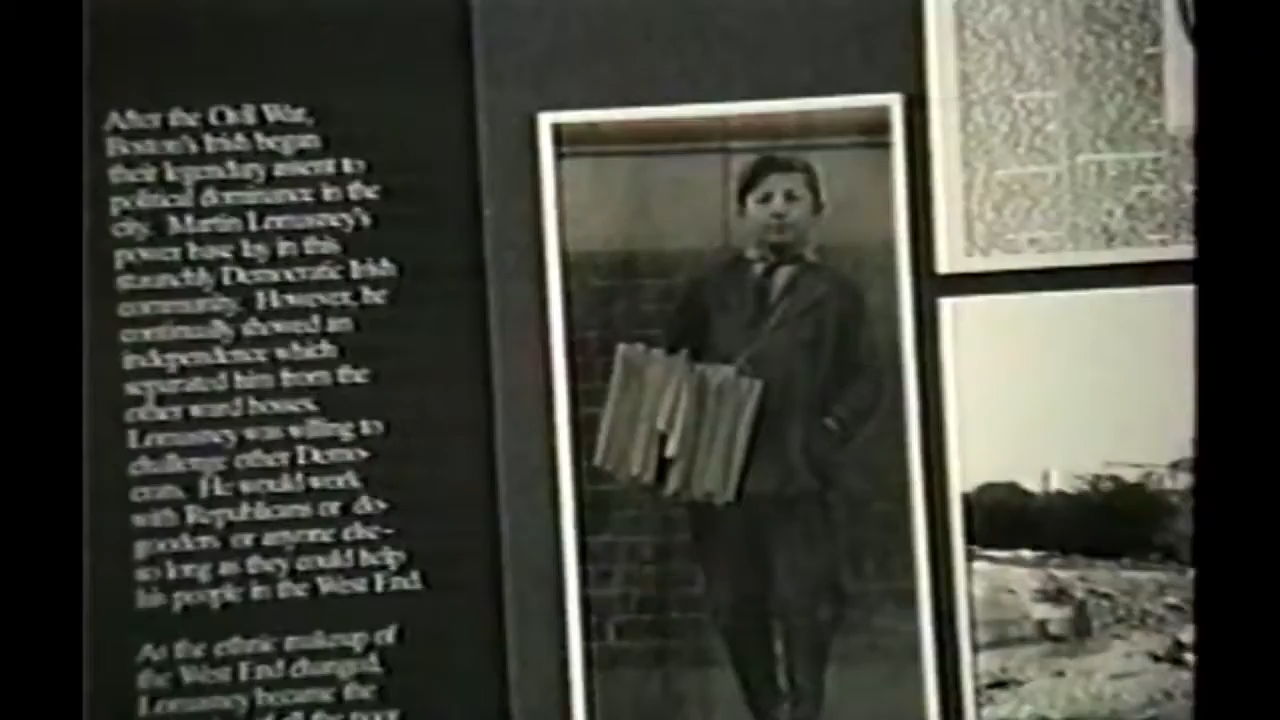 After the Civil War,
Boston's Irish began
their legendary ascent to
political dominance in the
city. Martin Lomasney's
power base lay in this
staunchly Democratic Irish
community. However, he
continually showed an
independence which
separated him from the
other ward bosses.
Lomasney was willing to
challenge other Demo-
crats. He would work
with Republicans or do-
gooders or anyone else-
so long as they could help
his people in the West End.
As the ethnic makeup of
the West End changed,
Lomasney became the
of all the poor